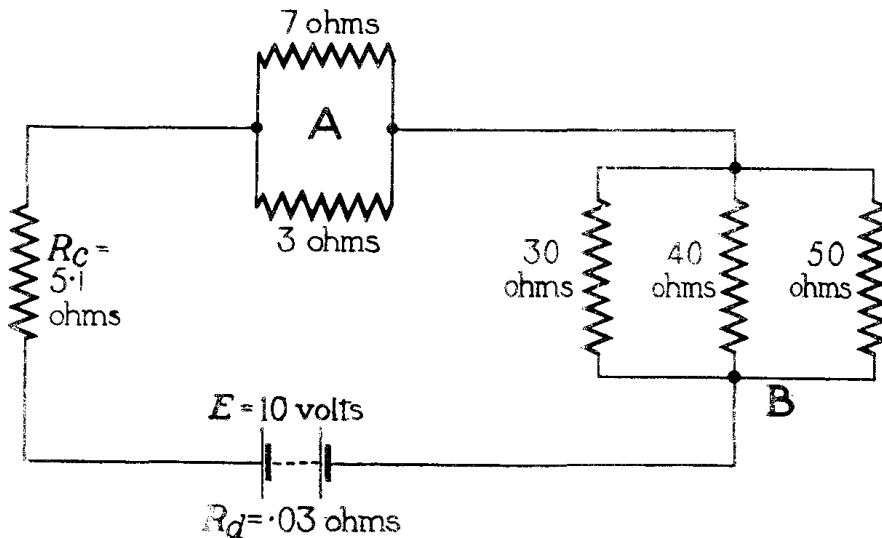 7 ohms
A
3 ohms
Rc =
5·1
ohms
30
ohms
40
ohms
50
ohms
B
E = 10 volts
Rd = ·03 ohms